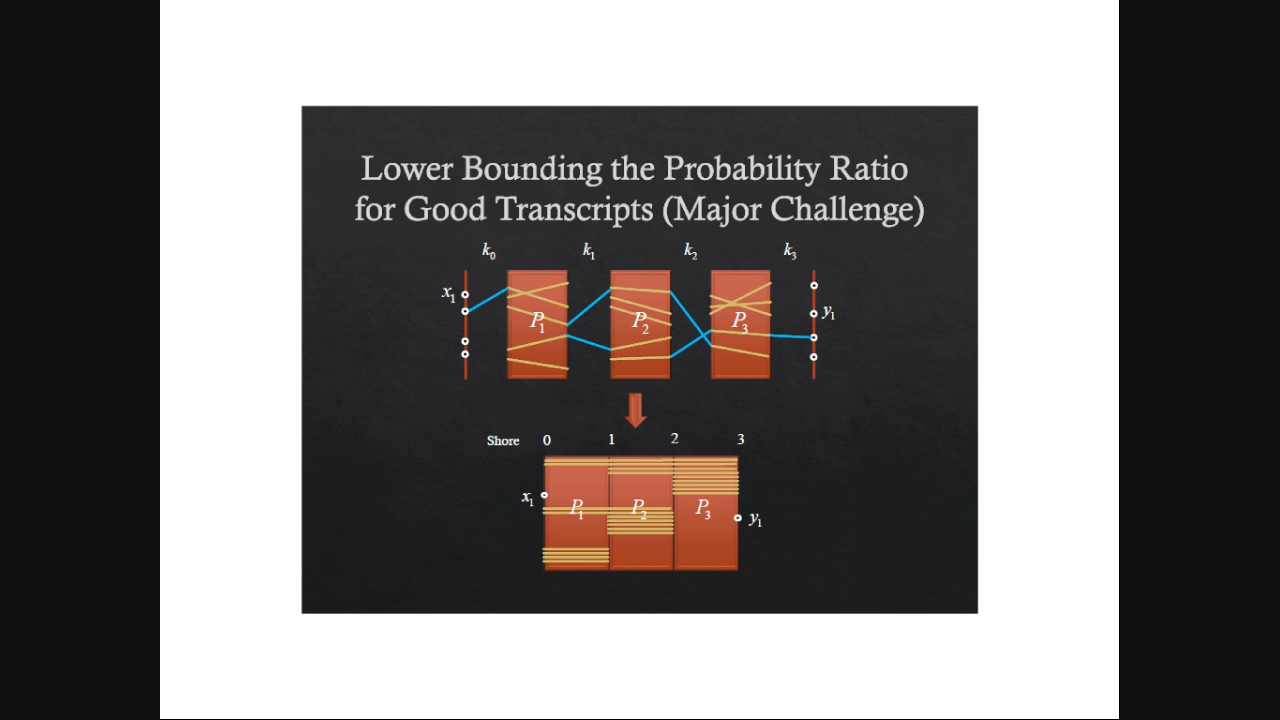 Lower Bounding the Probability Ratio
for Good Transcripts (Major Challenge)
k₀ k₁ k₂ k₃
x₁ P₁ P₂ P₃ y₁
Shore 0 1 2 3
x₁ P₁ P₂ P₃ y₁